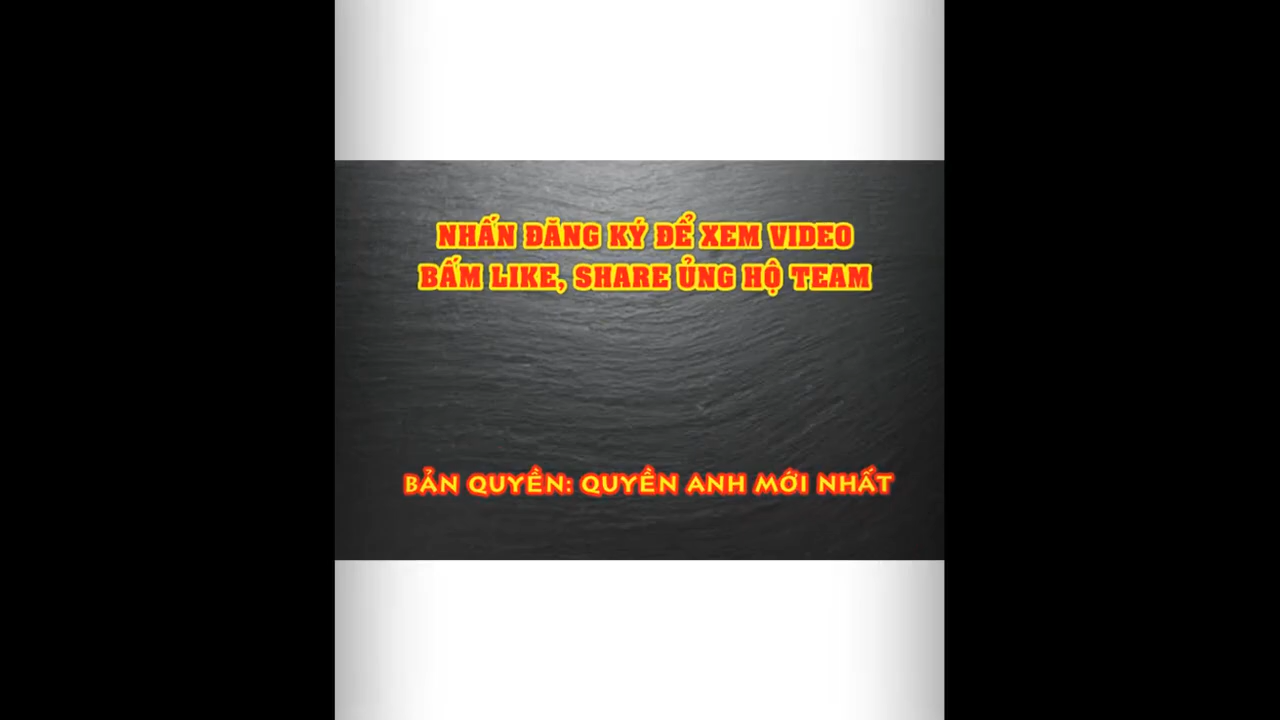 NHẤN ĐĂNG KÝ ĐỂ XEM VIDEO
BẤM LIKE, SHARE ỦNG HỘ TEAM
BẢN QUYỀN: QUYỀN ANH MỚI NHẤT